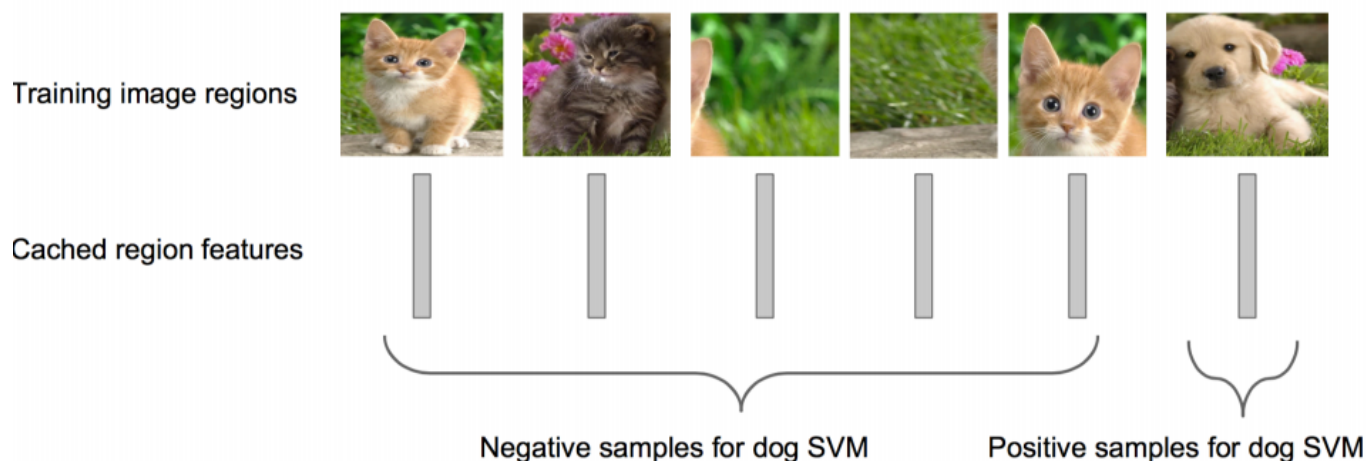 Training image regions
Cached region features
Negative samples for dog SVM
Positive samples for dog SVM